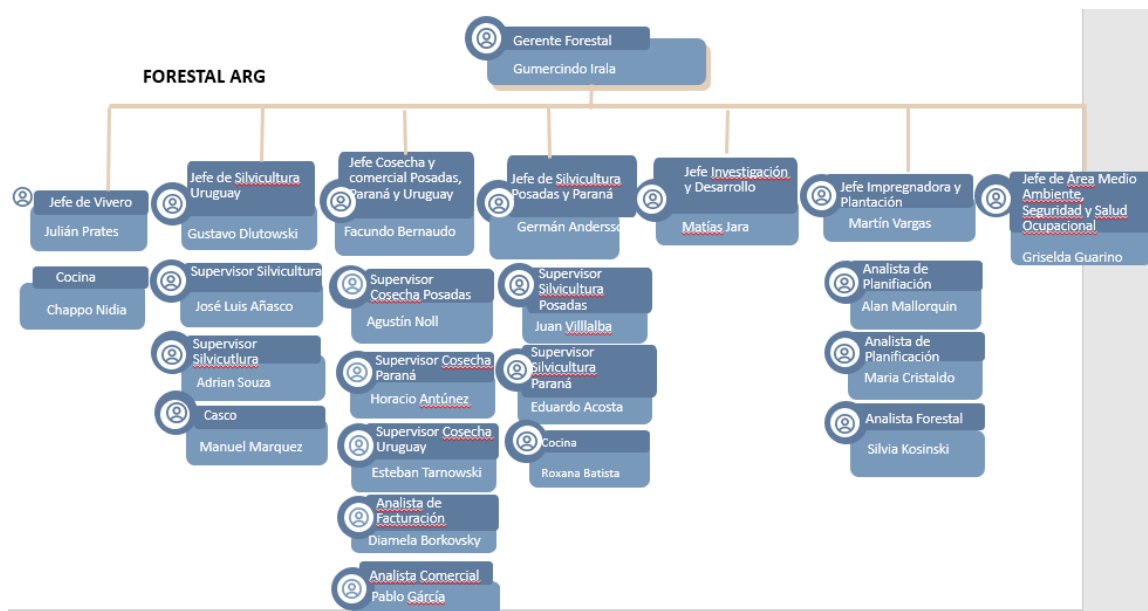 Gerente Forestal
Gumercindo Irala
FORESTAL ARG
Jefe de Vivero
Julián Prates
Cocina
Chappo Nidia
Jefe de Silvicultura
Uruguay
Gustavo Dlutowski
Supervisor Silvicultura
José Luis Añasco
Supervisor
Silvicutlura
Adrian Souza
Casco
Manuel Marquez
Jefe Cosecha y
comercial Posadas,
Paraná y Uruguay
Facundo Bernaudo
Supervisor
Cosecha Posadas
Agustín Noll
Supervisor Cosecha
Paraná
Horacio Antúnez
Supervisor Cosecha
Uruguay
Esteban Tarnowski
Analista de
Facturación
Diamela Borkovsky
Analista Comercial
Pablo Gárcía
Jefe de Silvicultura
Posadas y Paraná
Germán Anderssc
Supervisor
Silvicultura
Posadas
Juan Villlalba
Supervisor
Silvicultura
Paraná
Eduardo Acosta
Cocina
Roxana Batista
Jefe Investigación
y Desarrollo
Matías Jara
Jefe Impregnadora y
Plantación
Martín Vargas
Analista de
Planifiación
Alan Mallorquin
Analista de
Planificación
Maria Cristaldo
Analista Forestal
Silvia Kosinski
Jefe de Área Medio
Ambiente,
Seguridad y Salud
Ocupacional
Griselda Guarino